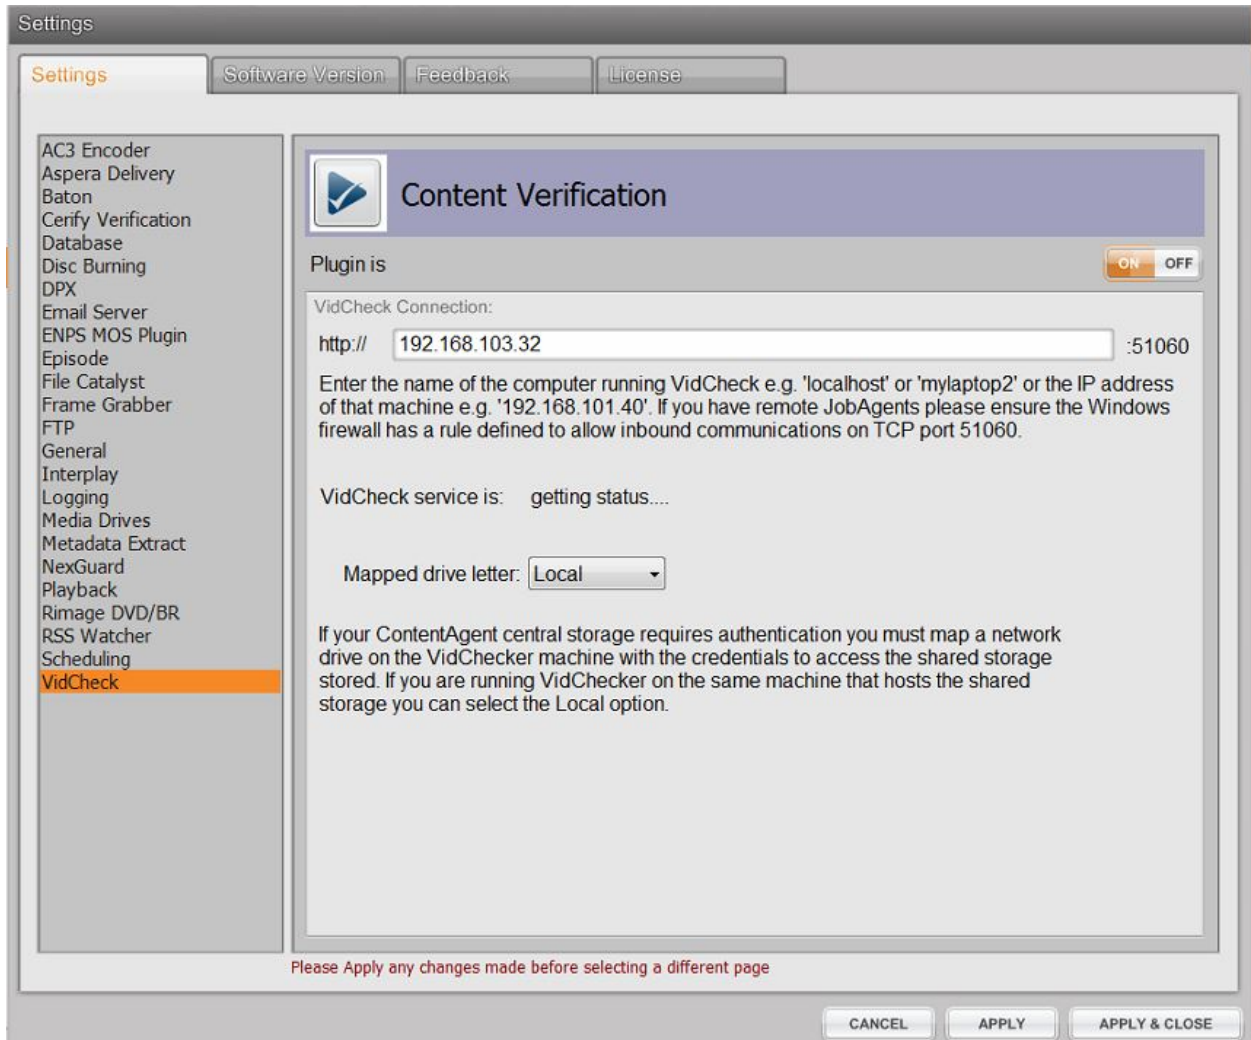 Settings
Settings
Software Version
Feedback
License
AC3 Encoder
Aspera Delivery
Baton
Cerify Verification
Database
Disc Burning
DPX
Email Server
ENPS MOS Plugin
Episode
File Catalyst
Frame Grabber
FTP
General
Interplay
Logging
Media Drives
Metadata Extract
NexGuard
Playback
Rimage DVD/BR
RSS Watcher
Scheduling
VidCheck
Content Verification
Plugin is
ON OFF
VidCheck Connection:
http:// 192.168.103.32 :51060
Enter the name of the computer running VidCheck e.g. 'localhost' or 'mylaptop2' or the IP address
of that machine e.g. '192.168.101.40'. If you have remote JobAgents please ensure the Windows
firewall has a rule defined to allow inbound communications on TCP port 51060.
VidCheck service is: getting status....
Mapped drive letter: Local
If your ContentAgent central storage requires authentication you must map a network
drive on the VidChecker machine with the credentials to access the shared storage
stored. If you are running VidChecker on the same machine that hosts the shared
storage you can select the Local option.
Please Apply any changes made before selecting a different page
CANCEL
APPLY
APPLY & CLOSE